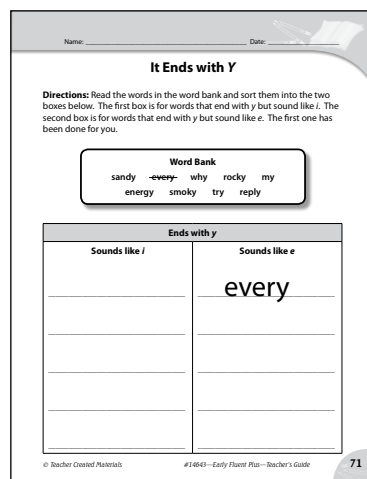 Name: ____________________ Date: ____________________
It Ends with Y
Directions: Read the words in the word bank and sort them into the two
boxes below. The first box is for words that end with y but sound like i. The
second box is for words that end with y but sound like e. The first one has
been done for you.
Word Bank
sandy every why rocky my
energy smoky try reply
Ends with y
Sounds like i Sounds like e
every
© Teacher Created Materials #14643—Early Fluent Plus—Teacher's Guide 71